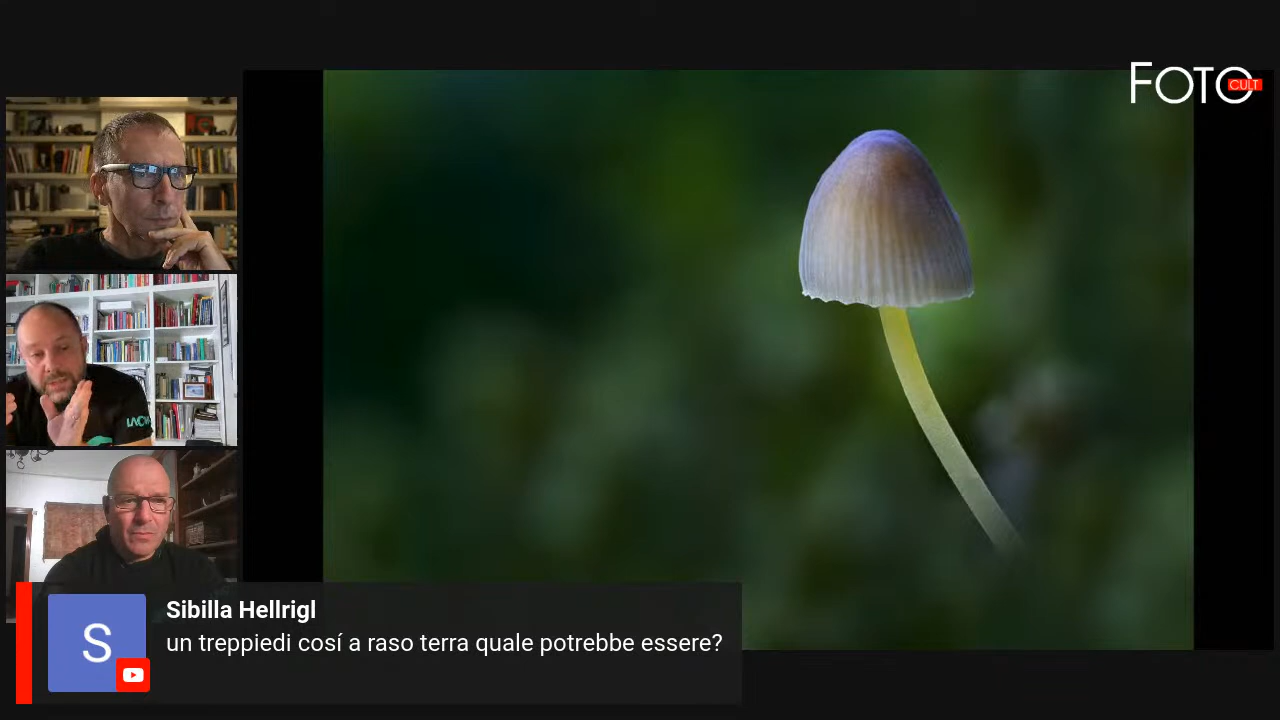 FOTO
CULT
Sibilla Hellrigl
un treppiedi cosí a raso terra quale potrebbe essere?
S